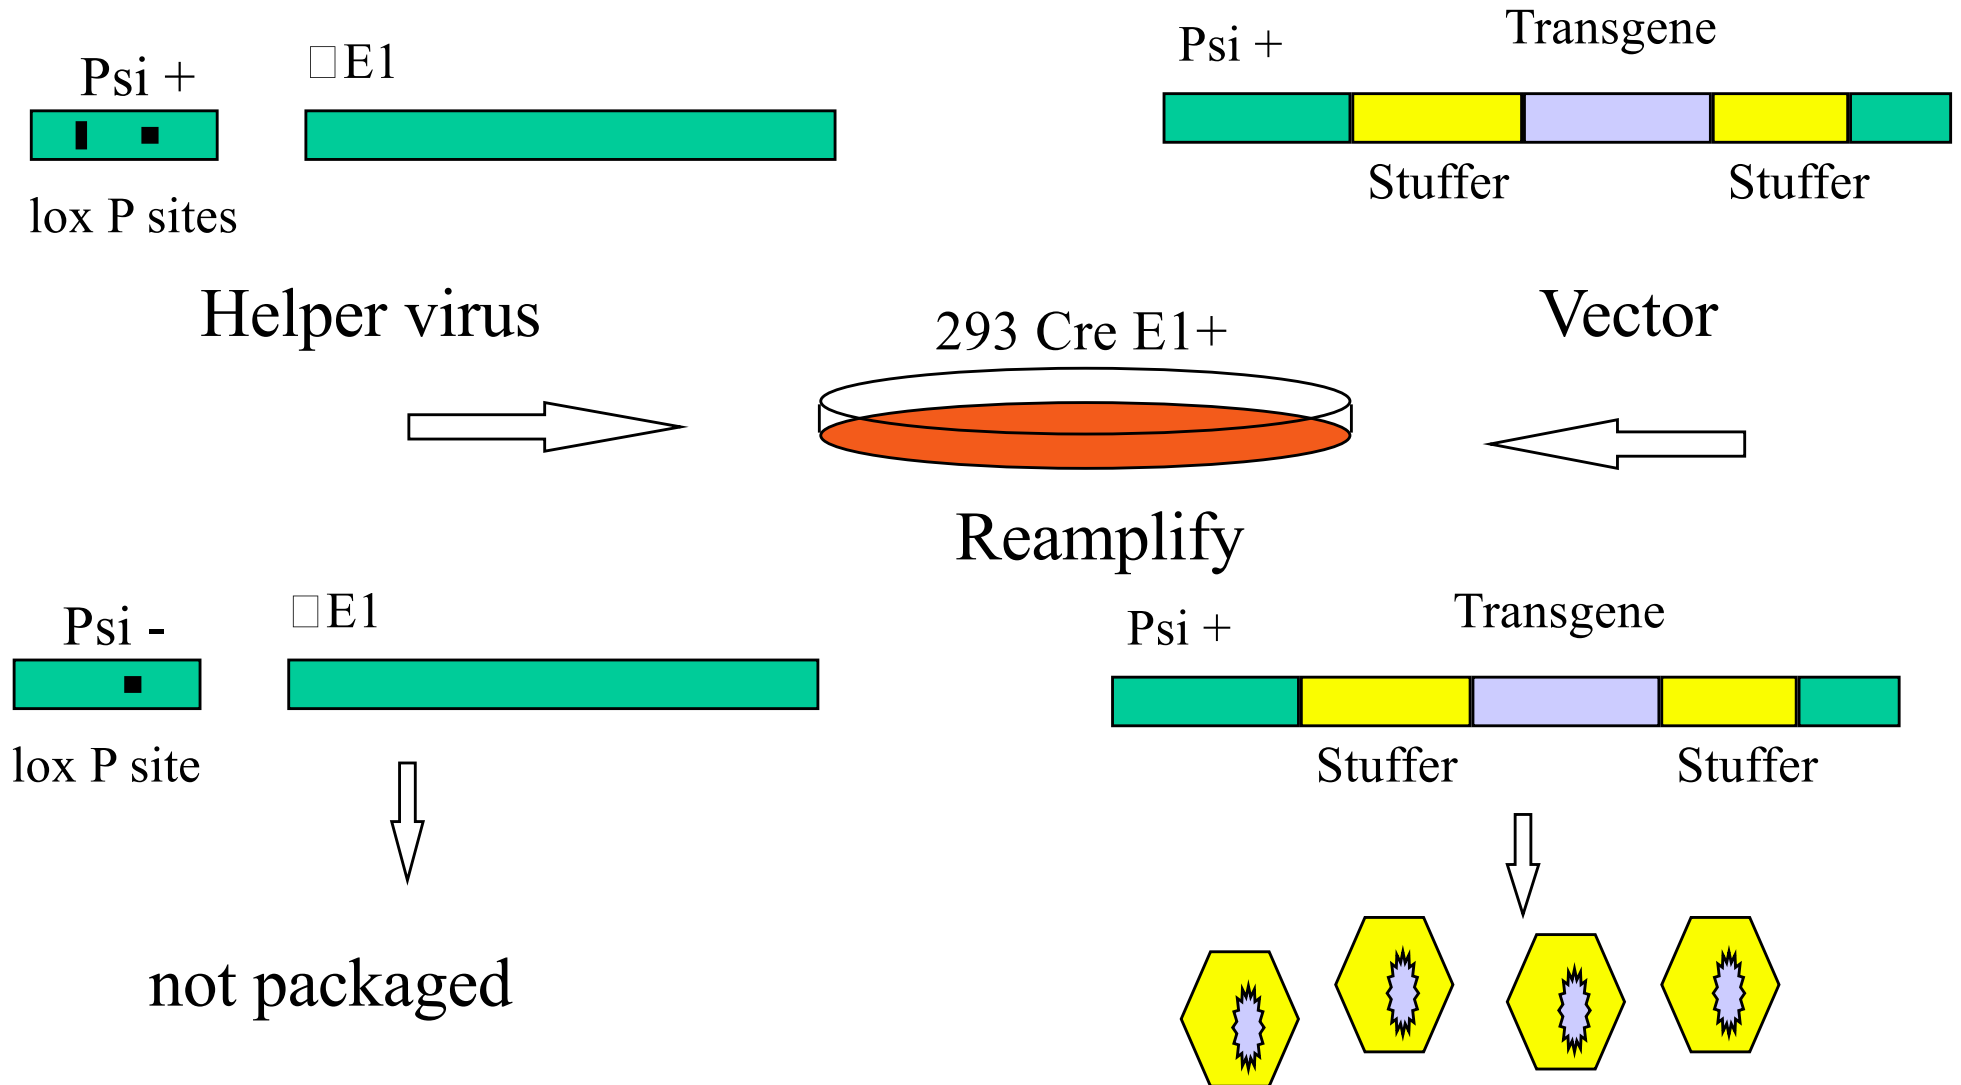 Psi +
□E1
lox P sites
Psi +
Transgene
Stuffer
Stuffer
Helper virus
293 Cre E1+
Vector
Reamplify
Psi -
□E1
lox P site
Psi +
Transgene
Stuffer
Stuffer
not packaged